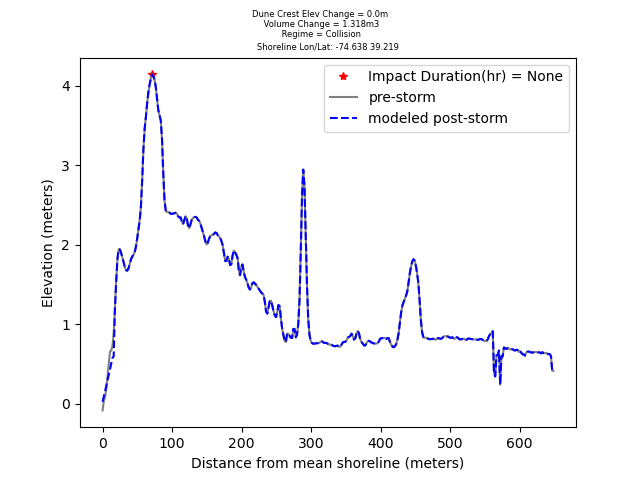 Dune Crest Elev Change = 0.0m
Volume Change = 1.318m3
Regime = Collision
Shoreline Lon/Lat: -74.638 39.219
Impact Duration(hr) = None
pre-storm
modeled post-storm
Elevation (meters)
4
3
2
1
0
0 100 200 300 400 500 600
Distance from mean shoreline (meters)